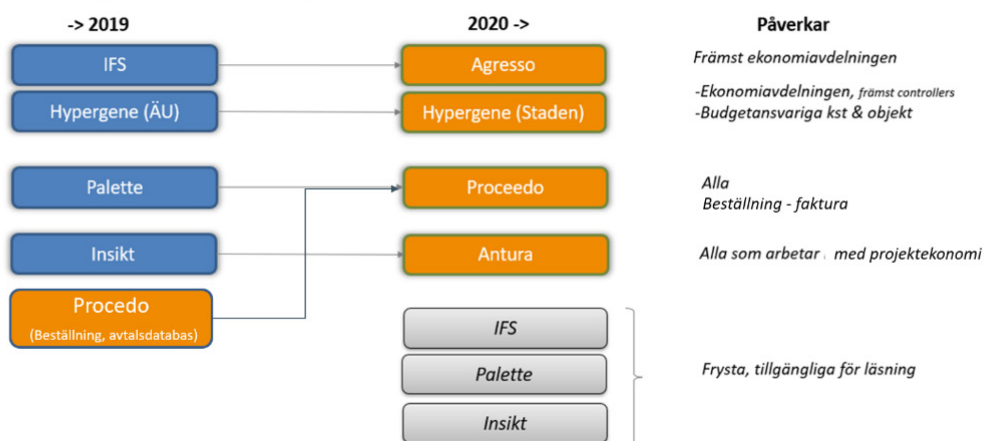 -> 2019 2020 -> Påverkar
IFS Agresso Främst ekonomiavdelningen
Hypergene (ÄU) Hypergene (Staden) -Ekonomiavdelningen, främst controllers
-Budgetansvariga kst & objekt
Palette Proceedo Alla
Beställning - faktura
Insikt Antura Alla som arbetar med projektekonomi
Procedo
(Beställning, avtalsdatabas)
IFS
Palette Frysta, tillgängliga för läsning
Insikt